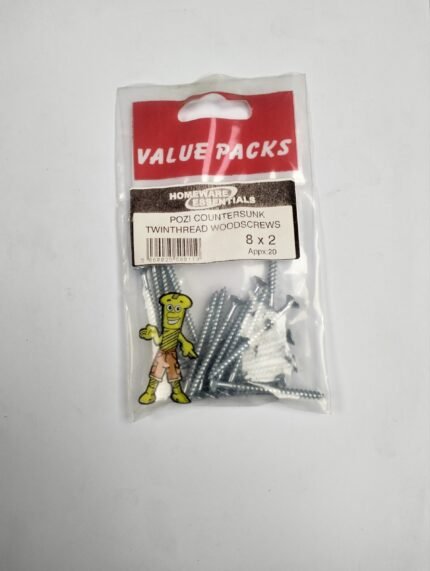 VALUE PACKS
HOMEWARE
ESSENTIALS
POZI COUNTERSUNK
TWINTHREAD WOODSCREWS
8 x 2
Appx:20